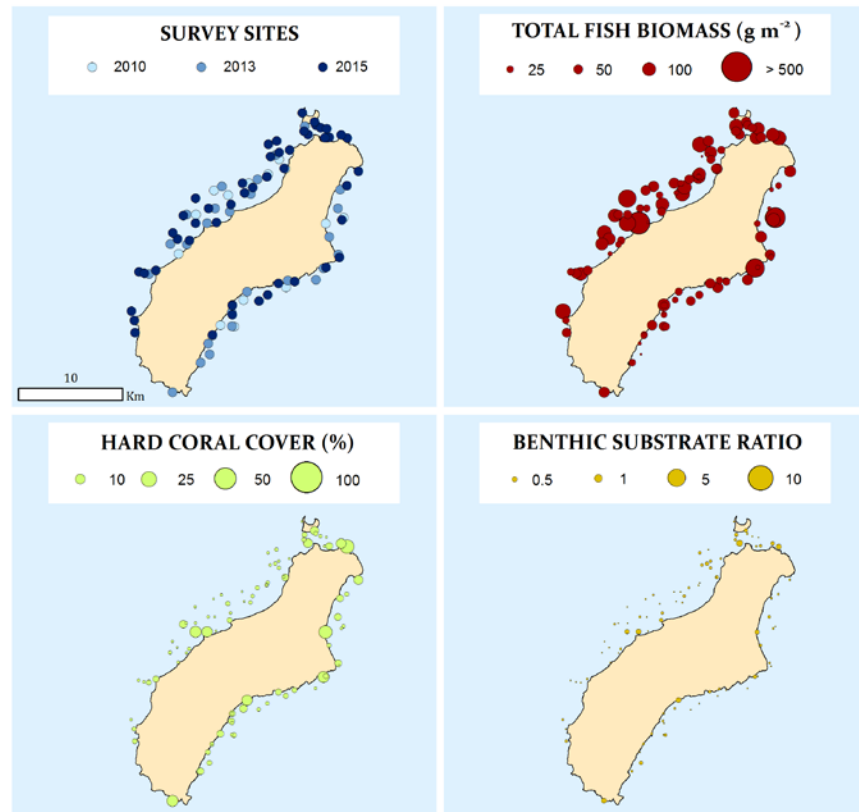 SURVEY SITES
2010 2013 2015
10
Km
TOTAL FISH BIOMASS (g m⁻²)
25 50 100 > 500
HARD CORAL COVER (%)
10 25 50 100
BENTHIC SUBSTRATE RATIO
0.5 1 5 10